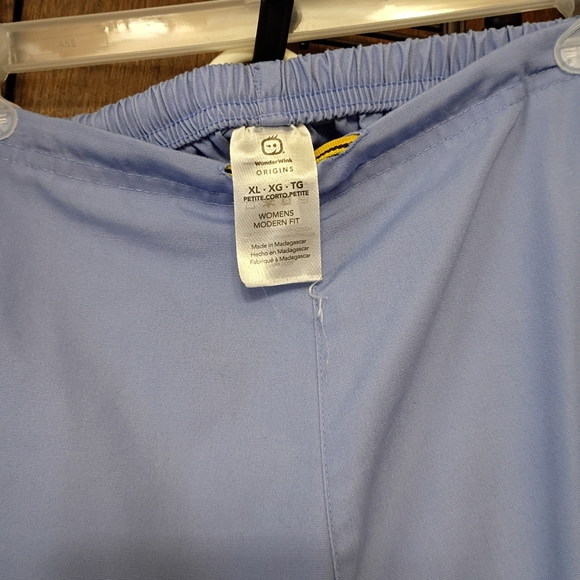 WonderWink
ORIGINS
XL · XG · TG
PETITE.CORTO.PETITE
WOMENS
MODERN FIT
Made in Madagascar
Hecho en Madagascar
Fabriqué à Madagascar